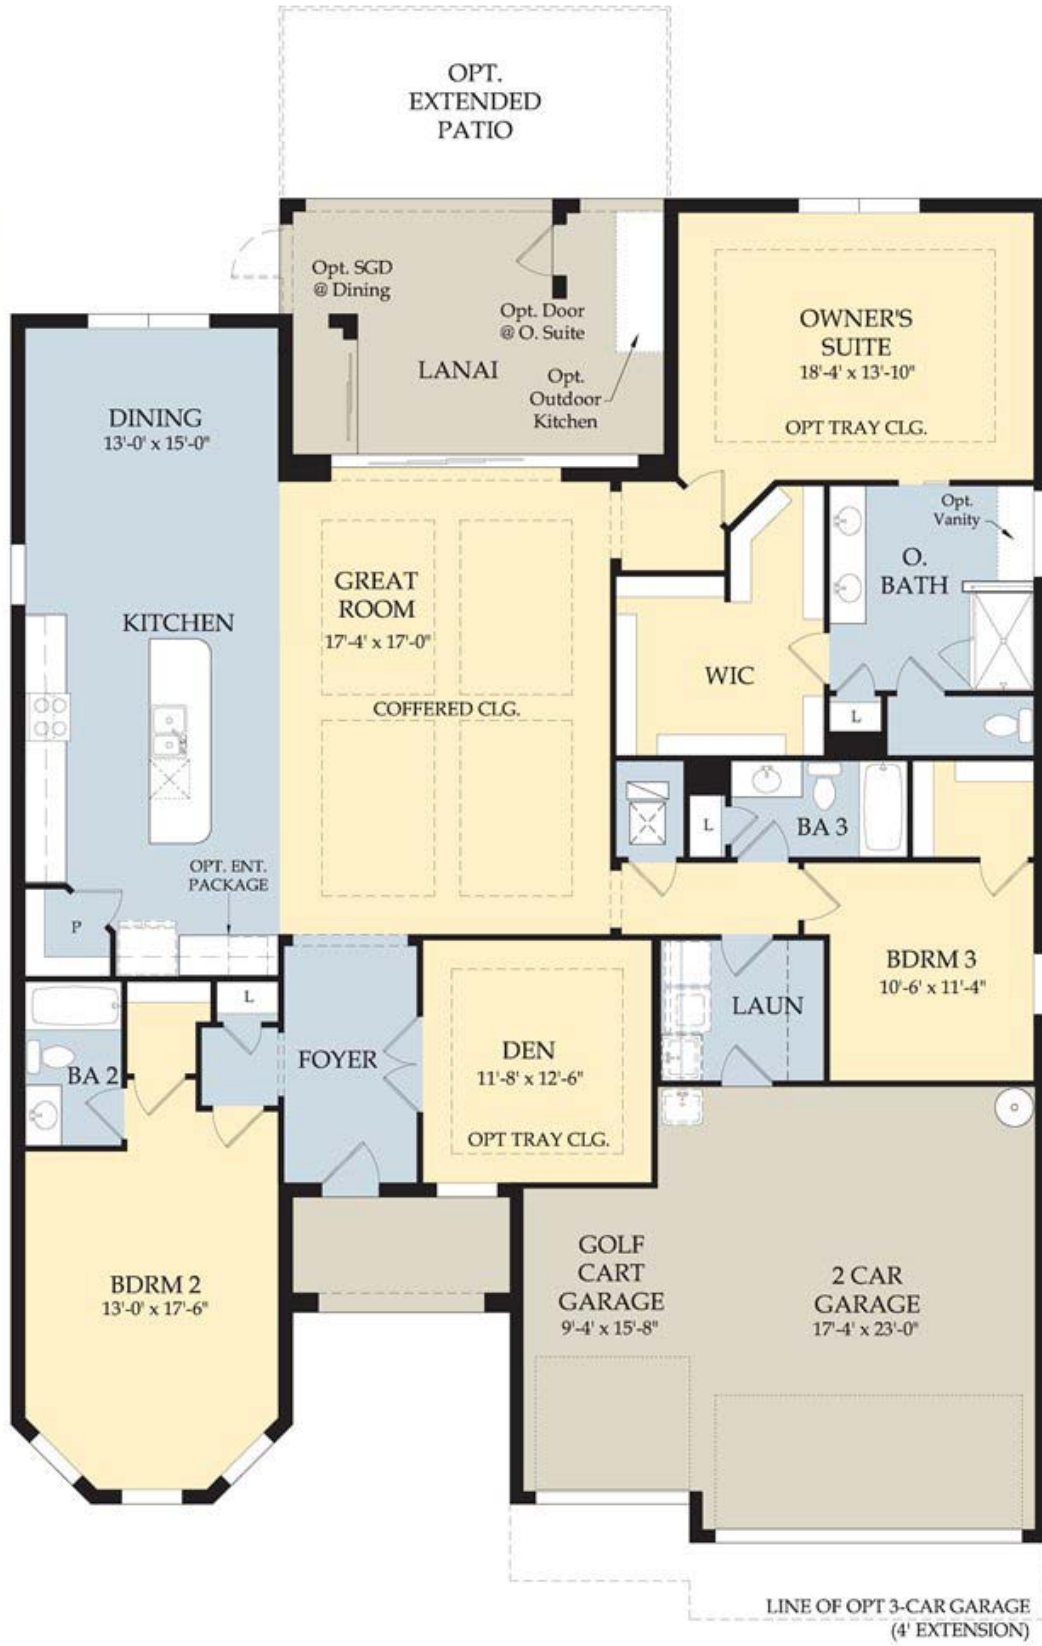 OPT.
EXTENDED
PATIO
Opt. SGD
@ Dining
Opt. Door
@ O. Suite
LANAI
Opt.
Outdoor
Kitchen
OWNER'S
SUITE
18'-4' x 13'-10"
OPT TRAY CLG.
DINING
13'-0' x 15'-0"
Opt.
Vanity
O.
BATH
GREAT
ROOM
17'-4' x 17'-0"
COFFERED CLG.
KITCHEN
WIC
L
L
BA 3
OPT. ENT.
PACKAGE
P
BDRM 3
10'-6' x 11'-4"
LAUN
L
BA 2
FOYER
DEN
11'-8' x 12'-6"
OPT TRAY CLG.
BDRM 2
13'-0' x 17'-6"
GOLF
CART
GARAGE
9'-4' x 15'-8"
2 CAR
GARAGE
17'-4' x 23'-0"
LINE OF OPT 3-CAR GARAGE
(4' EXTENSION)